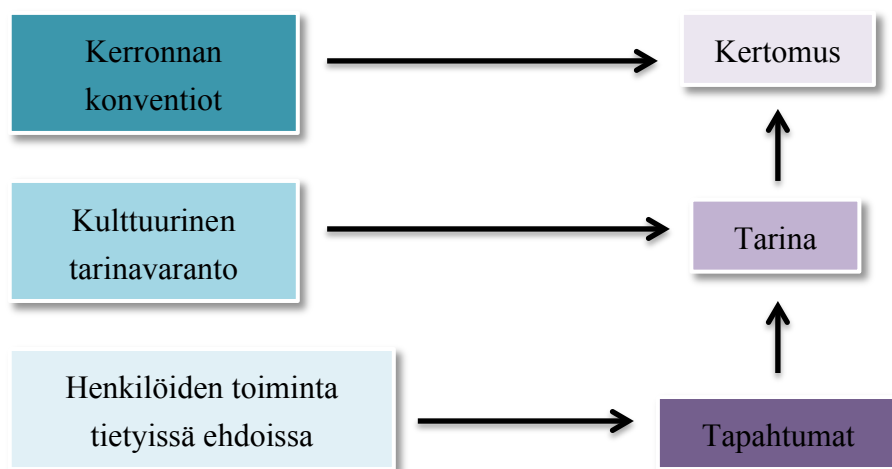 Kerronnan
konventiot
Kertomus
Kulttuurinen
tarinavaranto
Tarina
Henkilöiden toiminta
tietyissä ehdoissa
Tapahtumat